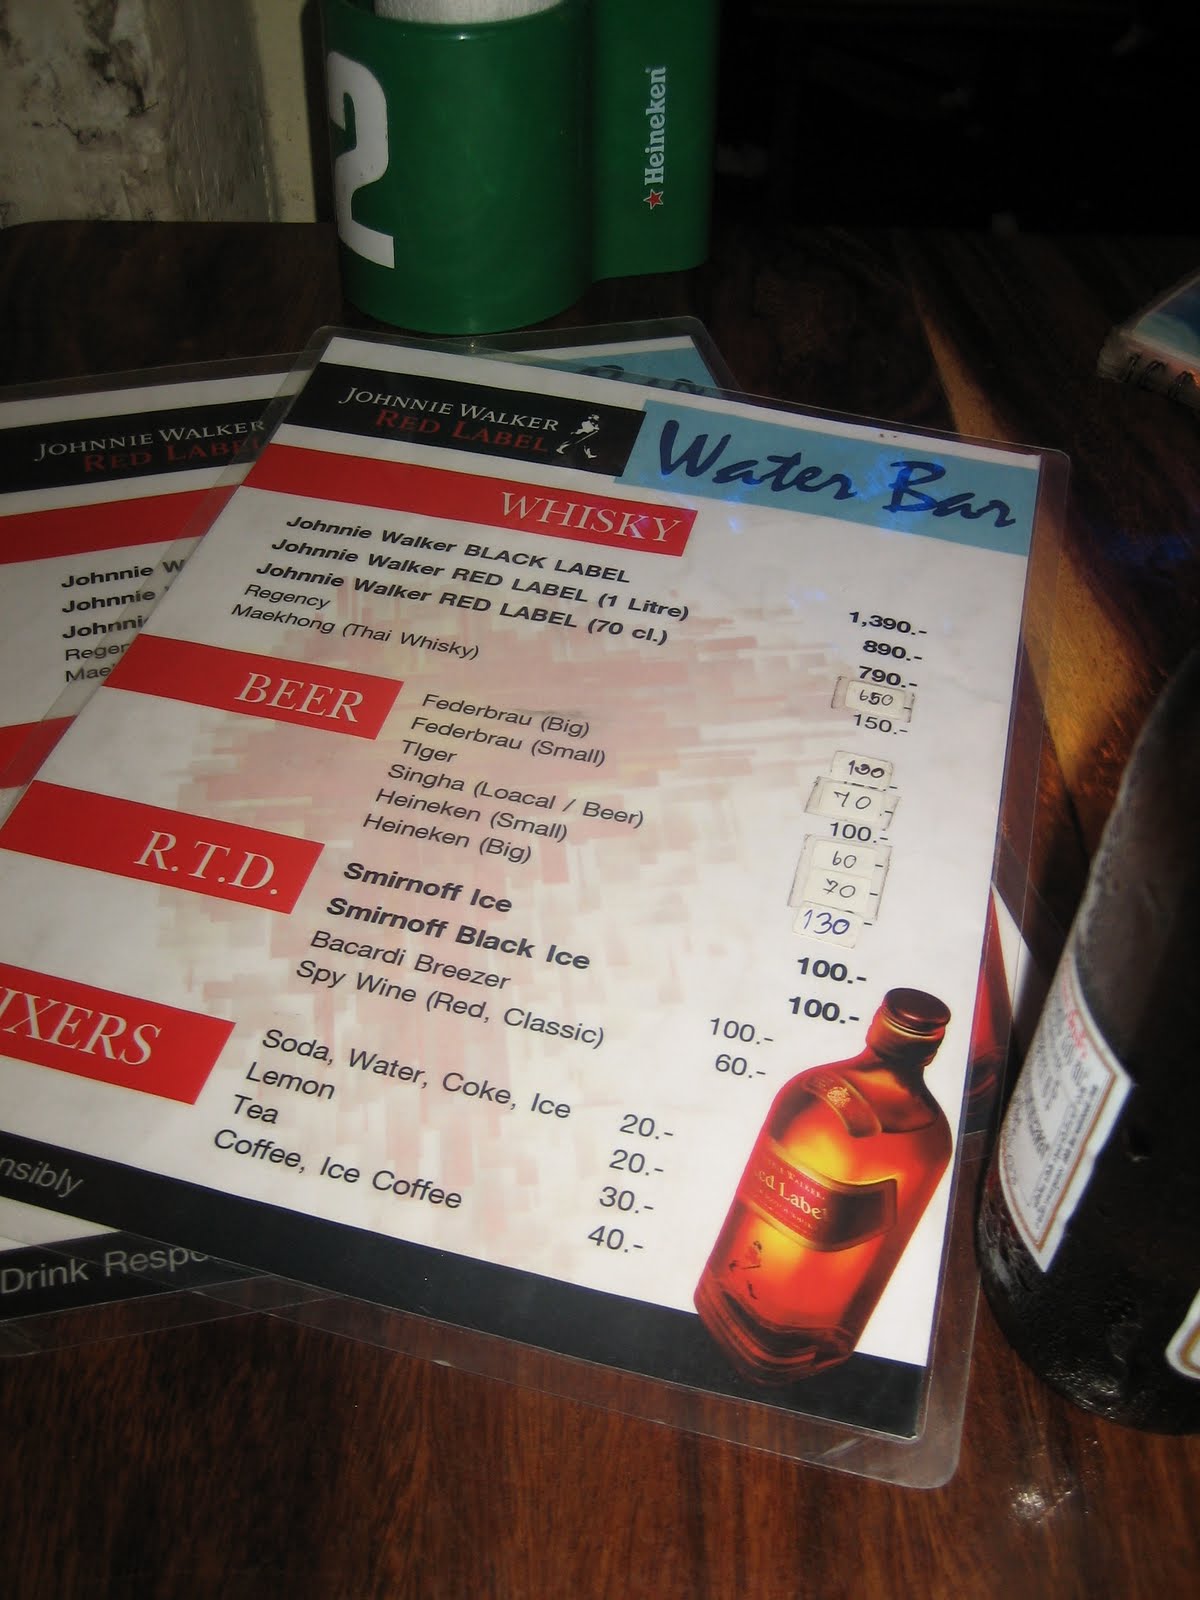 2
Heineken
JOHNNIE WALKER
RED LABEL
JOHNNIE WALKER
RED LABEL
Water Bar
WHISKY
Johnnie Walker BLACK LABEL 1,390.-
Johnnie Walker RED LABEL (1 Litre) 890.-
Johnnie Walker RED LABEL (70 cl.) 790.-
Regency 650
Maekhong (Thai Whisky) 150.-
BEER
Federbrau (Big) -
Federbrau (Small) 70.-
TIger 100.-
Singha (Loacal / Beer) 60 -
Heineken (Small) 70 -
Heineken (Big) 130 -
R.T.D.
Smirnoff Ice 100.-
Smirnoff Black Ice 100.-
Bacardi Breezer 100.-
Spy Wine (Red, Classic) 60.-
IXERS
Soda, Water, Coke, Ice 20.-
Lemon 20.-
Tea 30.-
Coffee, Ice Coffee 40.-
nsibly
Red Label
Johnnie W
Johnnie
Johnni
Regen
Mae
Drink Respo